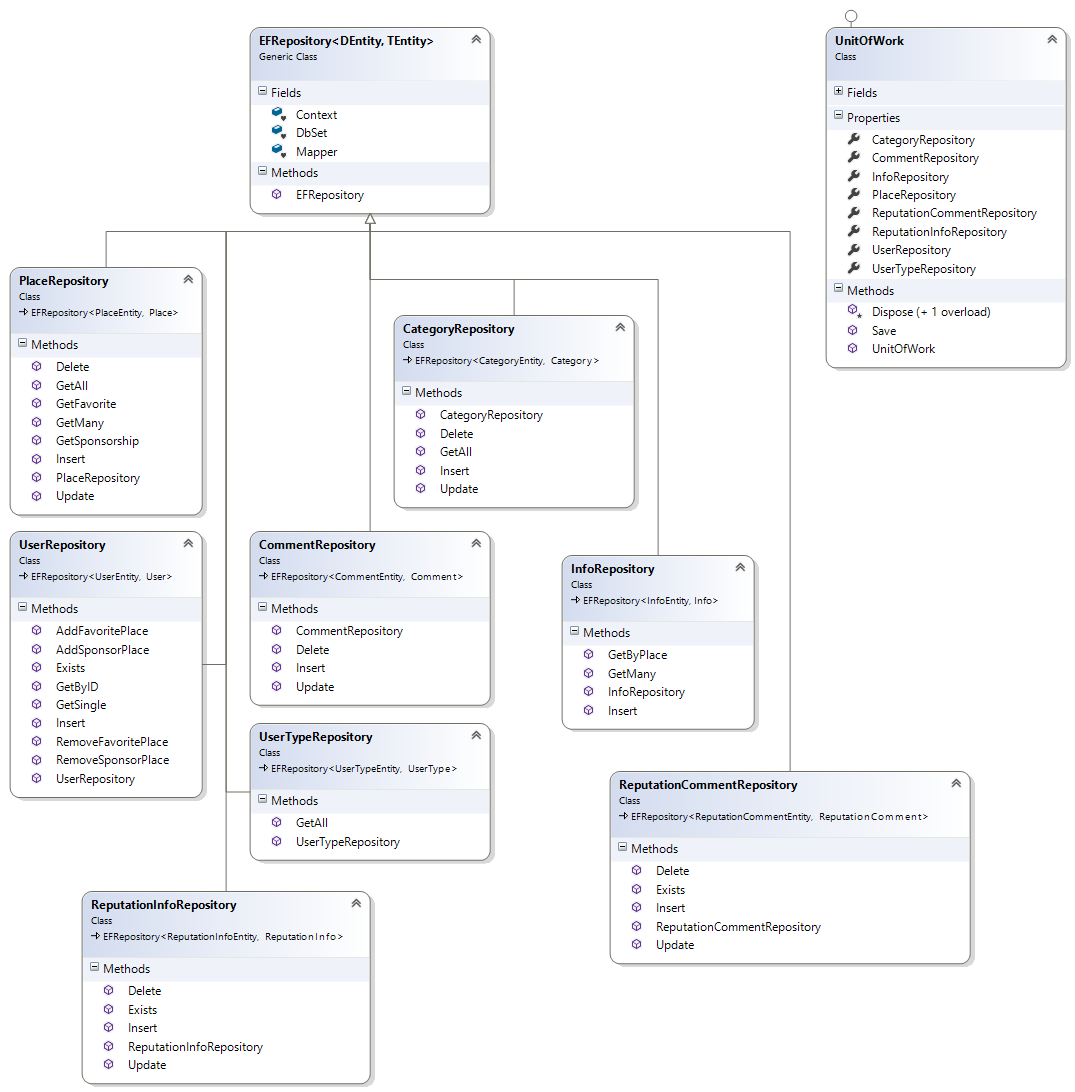 EFRepository<DEntity, TEntity>
Generic Class
Fields
Context
DbSet
Mapper
Methods
EFRepository
UnitOfWork
Class
Fields
Properties
CategoryRepository
CommentRepository
InfoRepository
PlaceRepository
ReputationCommentRepository
ReputationInfoRepository
UserRepository
UserTypeRepository
Methods
Dispose (+ 1 overload)
Save
UnitOfWork
PlaceRepository
Class
EFRepository<PlaceEntity, Place>
Methods
Delete
GetAll
GetFavorite
GetMany
GetSponsorship
Insert
PlaceRepository
Update
CategoryRepository
Class
EFRepository<CategoryEntity, Category>
Methods
CategoryRepository
Delete
GetAll
Insert
Update
UserRepository
Class
EFRepository<UserEntity, User>
Methods
AddFavoritePlace
AddSponsorPlace
Exists
GetByID
GetSingle
Insert
RemoveFavoritePlace
RemoveSponsorPlace
UserRepository
CommentRepository
Class
EFRepository<CommentEntity, Comment>
Methods
CommentRepository
Delete
Insert
Update
InfoRepository
Class
EFRepository<InfoEntity, Info>
Methods
GetByPlace
GetMany
InfoRepository
Insert
UserTypeRepository
Class
EFRepository<UserTypeEntity, UserType>
Methods
GetAll
UserTypeRepository
ReputationCommentRepository
Class
EFRepository<ReputationCommentEntity, ReputationComment>
Methods
Delete
Exists
Insert
ReputationCommentRepository
Update
ReputationInfoRepository
Class
EFRepository<ReputationInfoEntity, ReputationInfo>
Methods
Delete
Exists
Insert
ReputationInfoRepository
Update